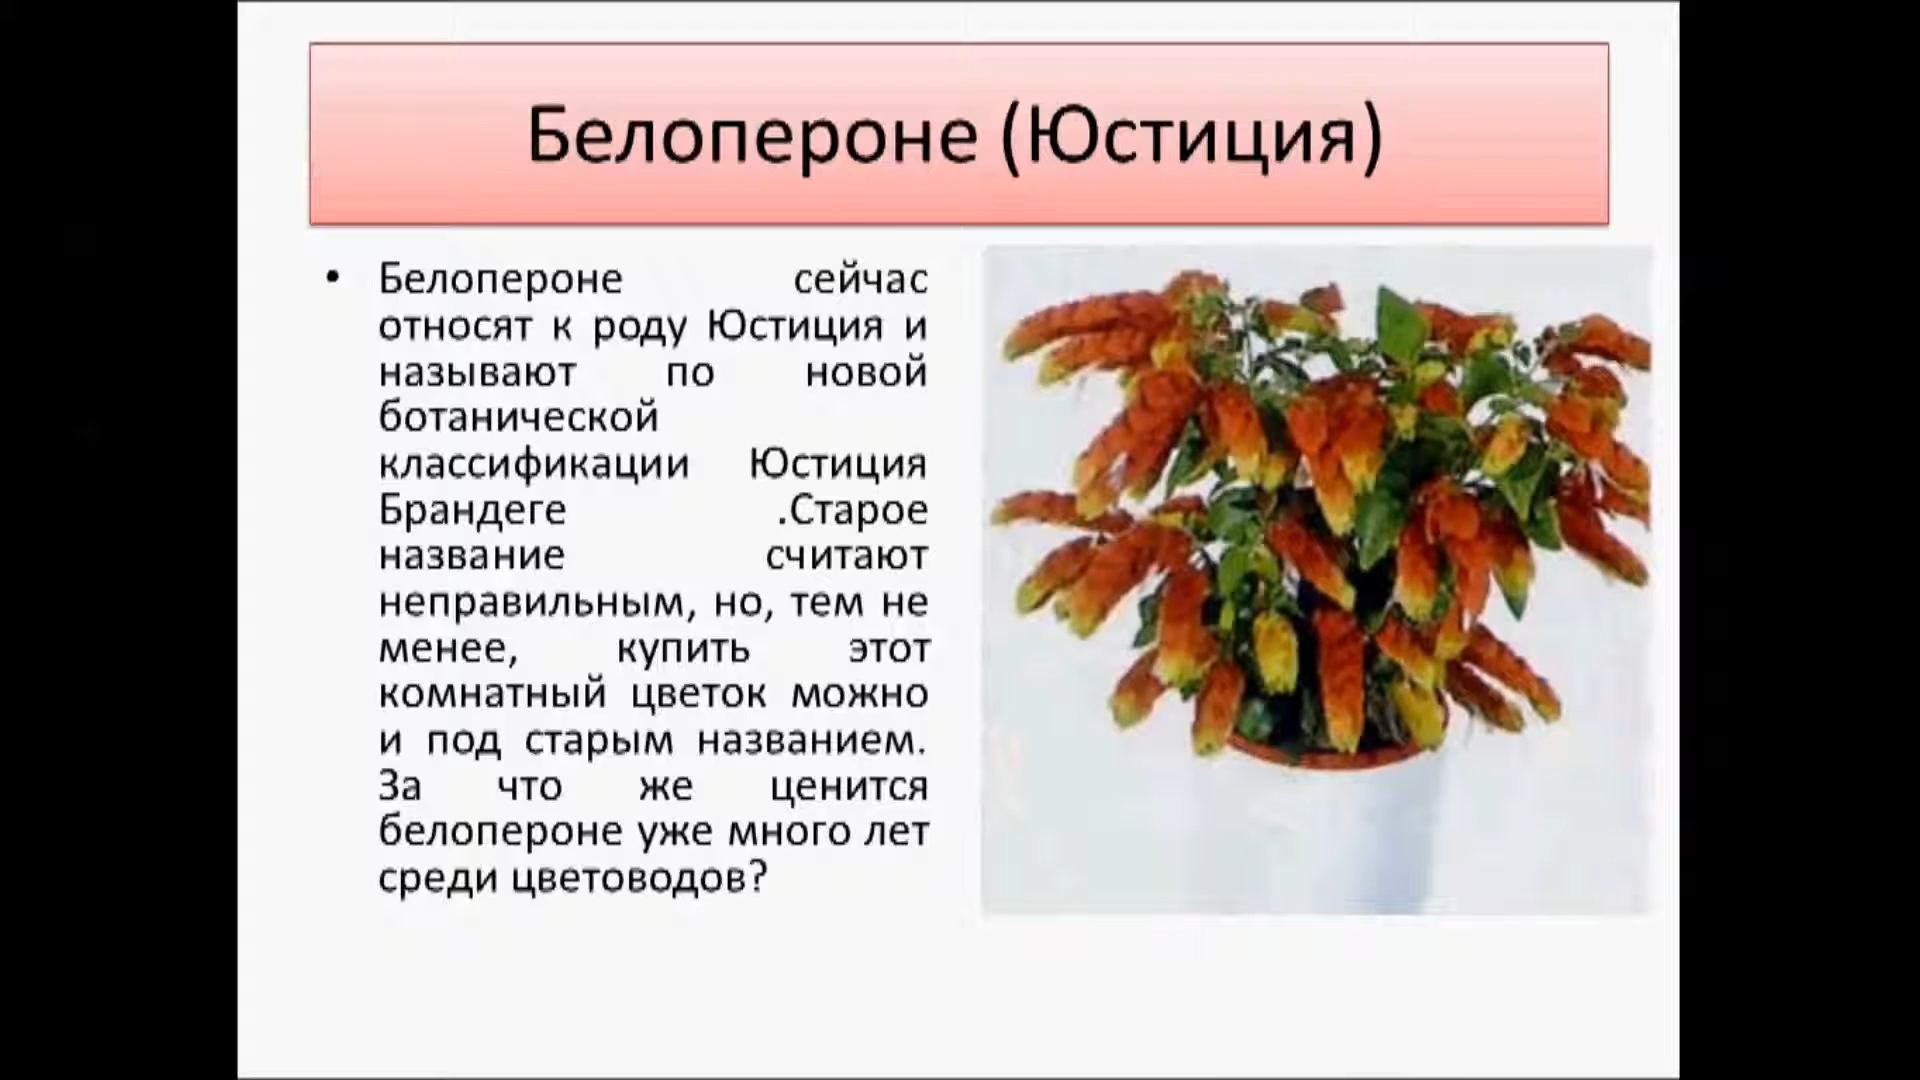 Белопероне (Юстиция)
• Белопероне сейчас
относят к роду Юстиция и
называют по новой
ботанической
классификации Юстиция
Брандеге .Старое
название считают
неправильным, но, тем не
менее, купить этот
комнатный цветок можно
и под старым названием.
За что же ценится
белопероне уже много лет
среди цветоводов?